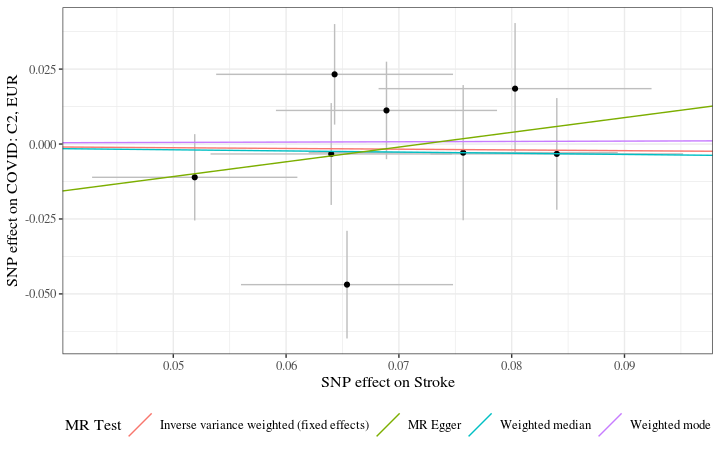 SNP effect on COVID: C2, EUR
0.025
0.000
-0.025
-0.050
0.05 0.06 0.07 0.08 0.09
SNP effect on Stroke
MR Test Inverse variance weighted (fixed effects) MR Egger Weighted median Weighted mode